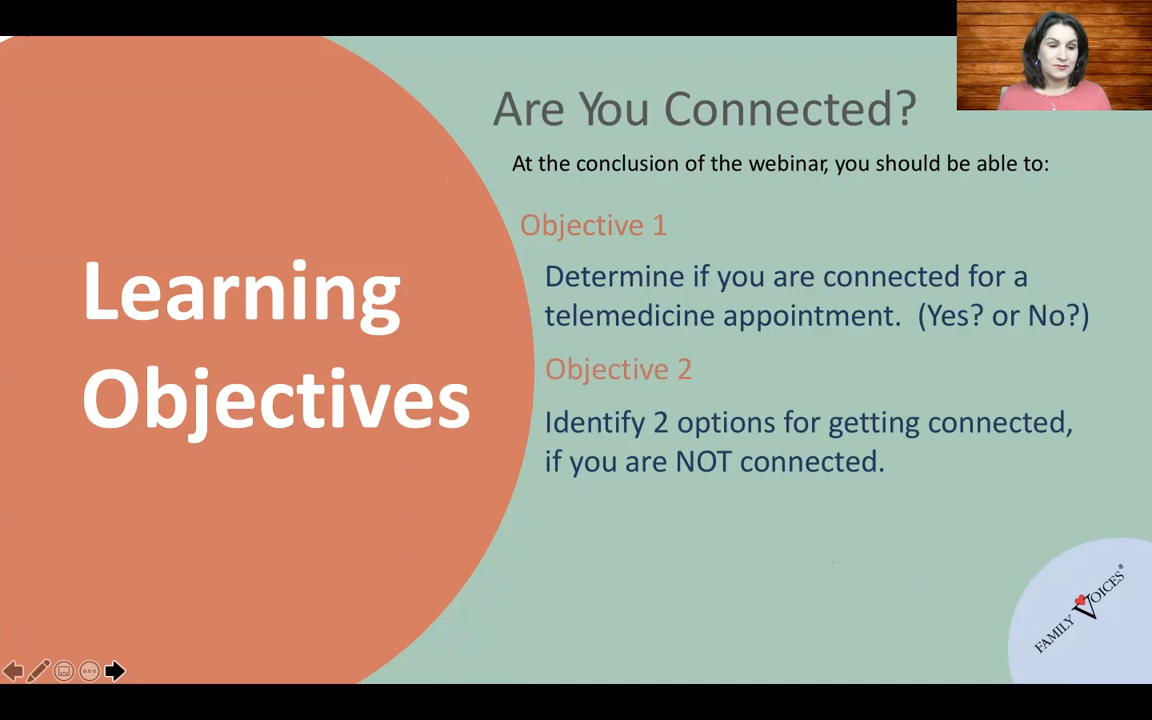 Are You Connected?
At the conclusion of the webinar, you should be able to:
Learning
Objectives
Objective 1
Determine if you are connected for a
telemedicine appointment.  (Yes? or No?)
Objective 2
Identify 2 options for getting connected,
if you are NOT connected.
FAMILY VOICES®